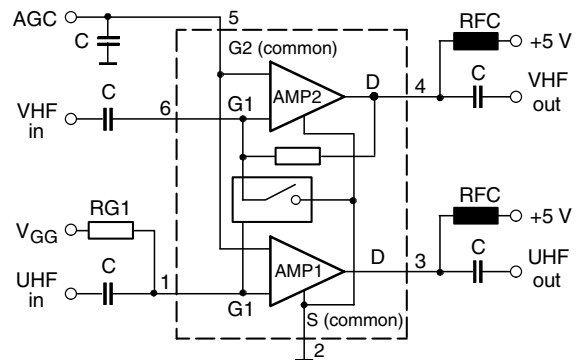 AGC
5
RFC
+5 V
C
G2 (common)
VHF
in
C
6
G1
AMP2
D
4
C
VHF
out
RFC
+5 V
VGG
RG1
UHF
in
C
1
G1
AMP1
D
3
C
UHF
out
S (common)
2